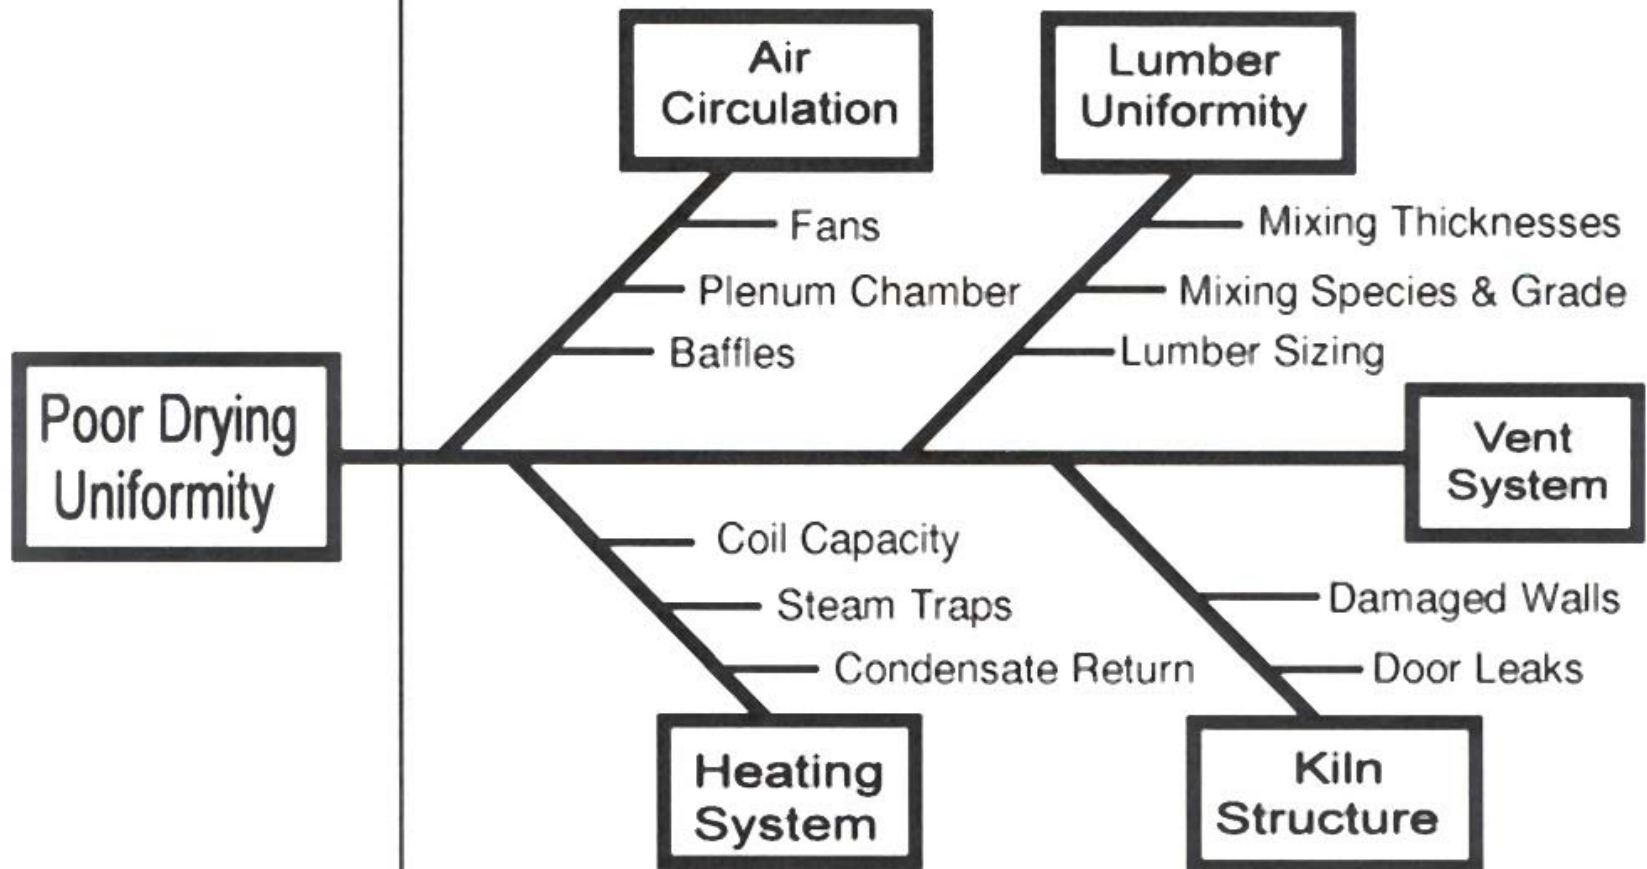 Air
Circulation
Lumber
Uniformity
Fans
Mixing Thicknesses
Plenum Chamber
Mixing Species & Grade
Baffles
Lumber Sizing
Poor Drying
Uniformity
Vent
System
Coil Capacity
Steam Traps
Damaged Walls
Condensate Return
Door Leaks
Heating
System
Kiln
Structure